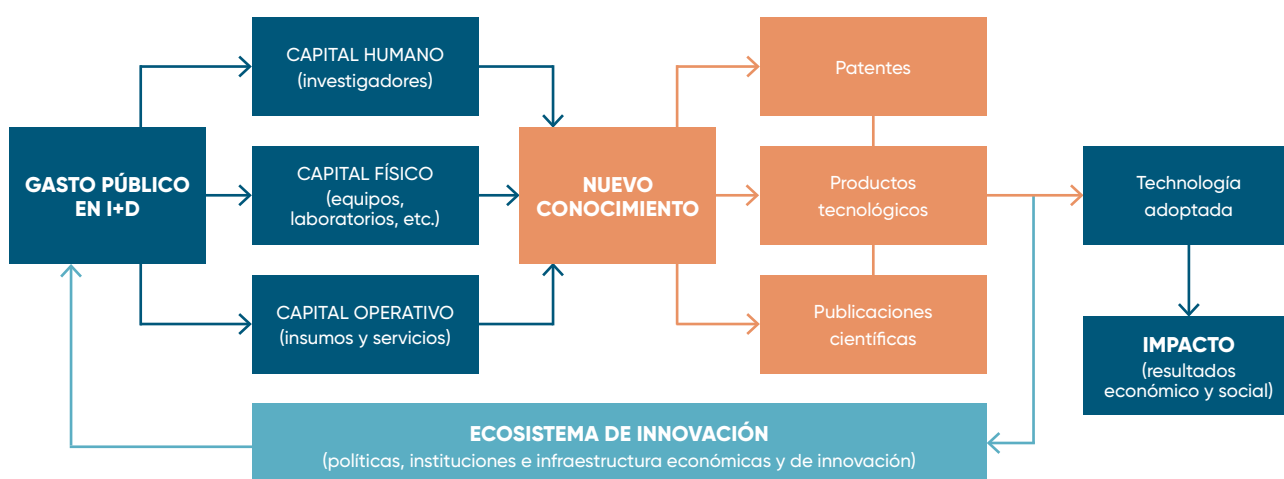 GASTO PÚBLICO
EN I+D
CAPITAL HUMANO
(investigadores)
CAPITAL FÍSICO
(equipos,
laboratorios, etc.)
CAPITAL OPERATIVO
(insumos y servicios)
NUEVO
CONOCIMIENTO
Patentes
Productos
tecnológicos
Publicaciones
científicas
Technología
adoptada
IMPACTO
(resultados
económico y social)
ECOSISTEMA DE INNOVACIÓN
(políticas, instituciones e infraestructura económicas y de innovación)